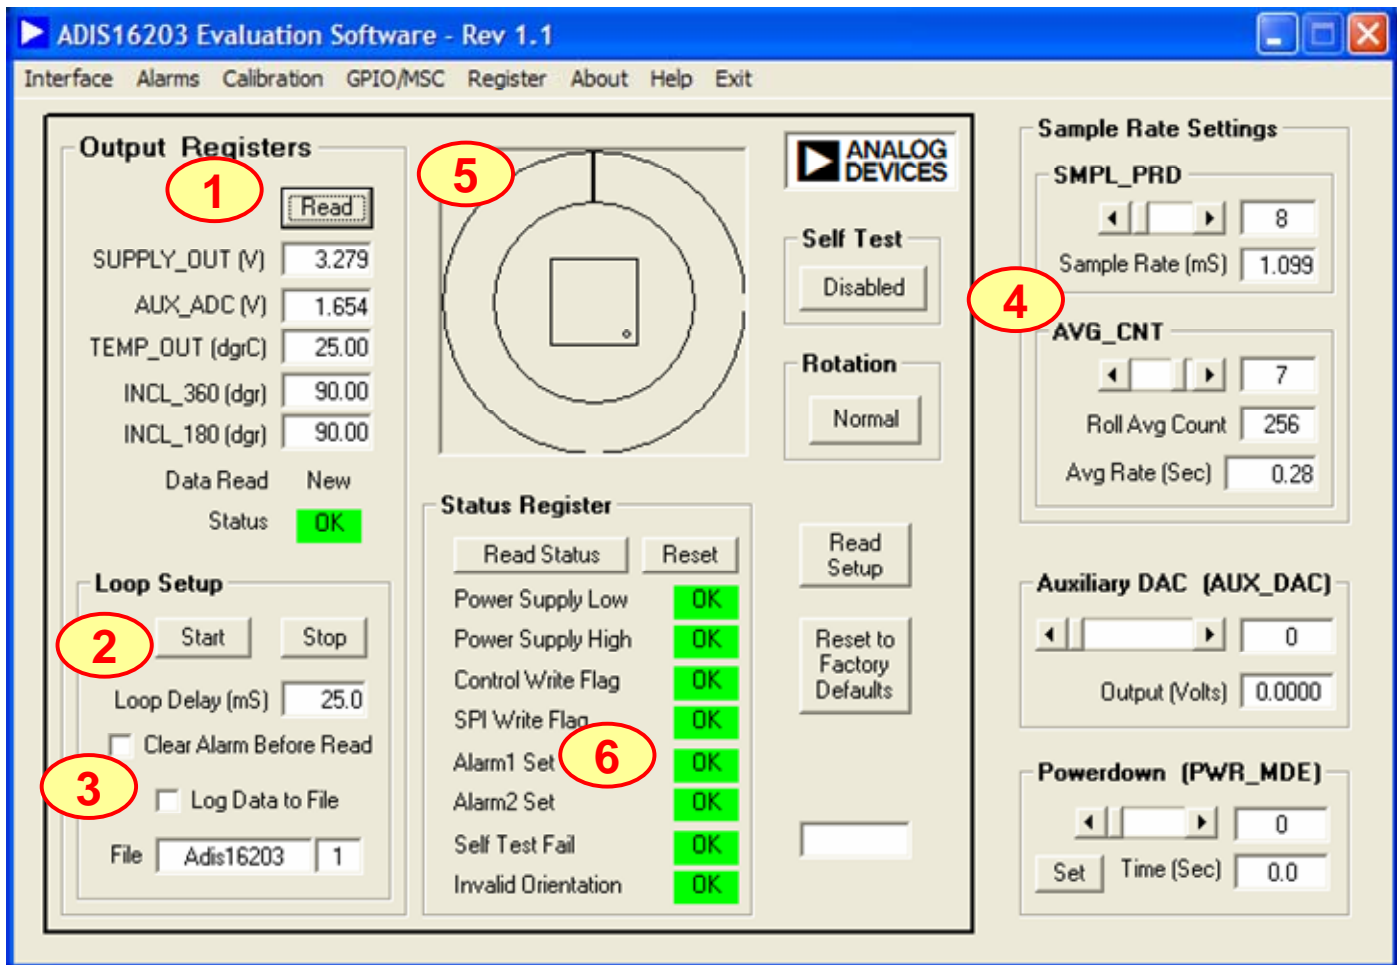 ADIS16203 Evaluation Software - Rev 1.1
Interface Alarms Calibration GPIO/MSC Register About Help Exit
Output Registers
1
Read
SUPPLY_OUT (V) 3.279
AUX_ADC (V) 1.654
TEMP_OUT (dgrC) 25.00
INCL_360 (dgr) 90.00
INCL_180 (dgr) 90.00
Data Read New
Status OK
Loop Setup
2
Start Stop
Loop Delay (mS) 25.0
Clear Alarm Before Read
3
Log Data to File
File Adis16203 1
5
Status Register
Read Status Reset
Power Supply Low OK
Power Supply High OK
Control Write Flag OK
SPI Write Flag OK
6
Alarm1 Set OK
Alarm2 Set OK
Self Test Fail OK
Invalid Orientation OK
ANALOG
DEVICES
Self Test
Disabled
Rotation
Normal
Read
Setup
Reset to
Factory
Defaults
Sample Rate Settings
SMPL_PRD
8
Sample Rate (mS) 1.099
4
AVG_CNT
7
Roll Avg Count 256
Avg Rate (Sec) 0.28
Auxiliary DAC (AUX_DAC)
0
Output (Volts) 0.0000
Powerdown (PWR_MDE)
0
Set Time (Sec) 0.0